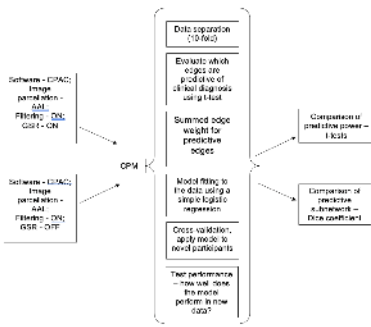 Software - CPAC;
Image
parcellation -
AAL;
Filtering - ON;
GSR - ON
Software - CPAC;
Image
parcellation -
AAL;
Filtering - ON;
GSR - OFF
CPM
Data separation
(10-fold)
Evaluate which
edges are
predictive of
clinical diagnosis
using t-test
Summed edge
weight for
predictive
edges
Model fitting to
the data using a
simple logistic
regression
Cross-validation,
apply model to
novel participants
Test performance
– how well does
the model
perform in new
data?
Comparison of
predictive power –
t-tests
Comparison of
predictive
subnetwork –
Dice coefficient